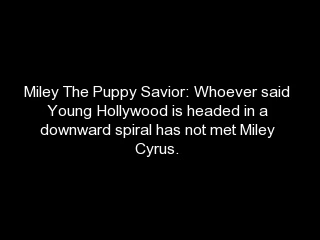 Miley The Puppy Savior: Whoever said
Young Hollywood is headed in a
downward spiral has not met Miley
Cyrus.